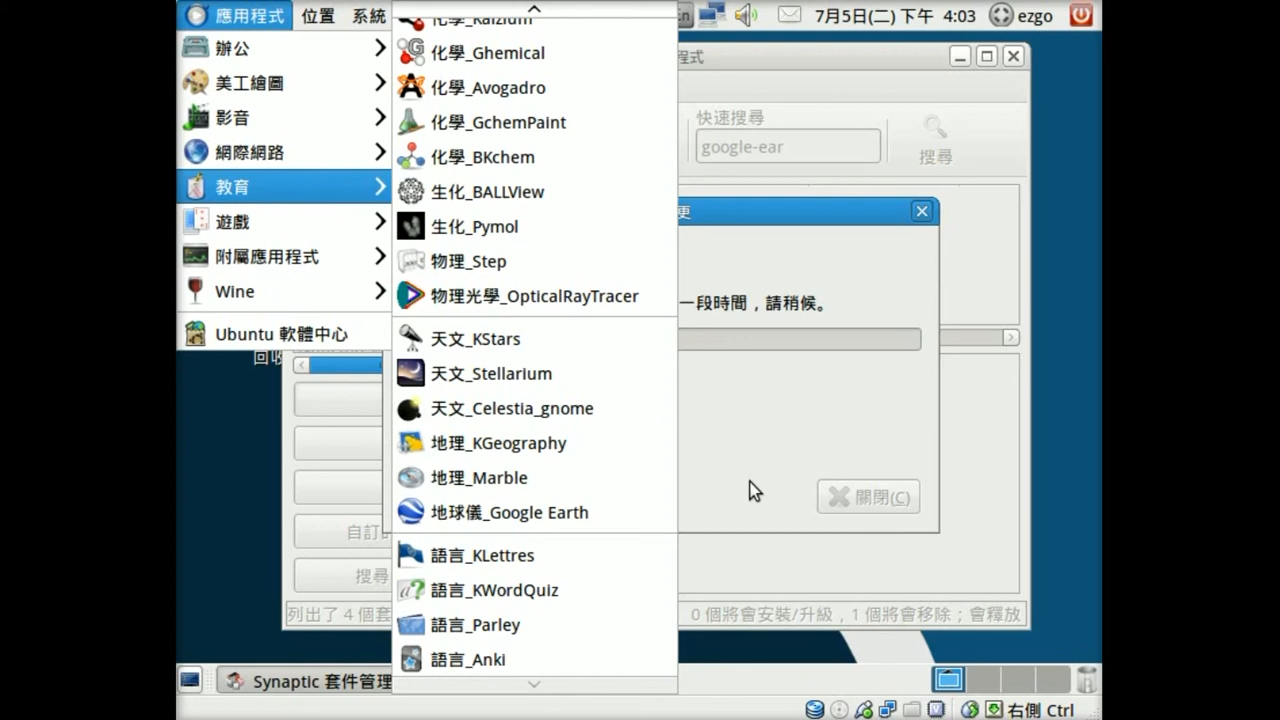 應用程式 位置 系統
En 7月5日(二) 下午 4:03 ezgo
辦公
美工繪圖
影音
網際網路
教育
遊戲
附屬應用程式
Wine
Ubuntu 軟體中心
化學_Kalzium
化學_Ghemical
化學_Avogadro
化學_GchemPaint
化學_BKchem
生化_BALLView
生化_Pymol
物理_Step
物理光學_OpticalRayTracer
天文_KStars
天文_Stellarium
天文_Celestia_gnome
地理_KGeography
地理_Marble
地球儀_Google Earth
語言_KLettres
語言_KWordQuiz
語言_Parley
語言_Anki
程式
快速搜尋
google-ear
搜尋
更
一段時間，請稍候。
關閉(C)
回收
自訂
搜尋
列出了 4 個套
0 個將會安裝/升級，1 個將會移除；會釋放
Synaptic 套件管理
右側 Ctrl